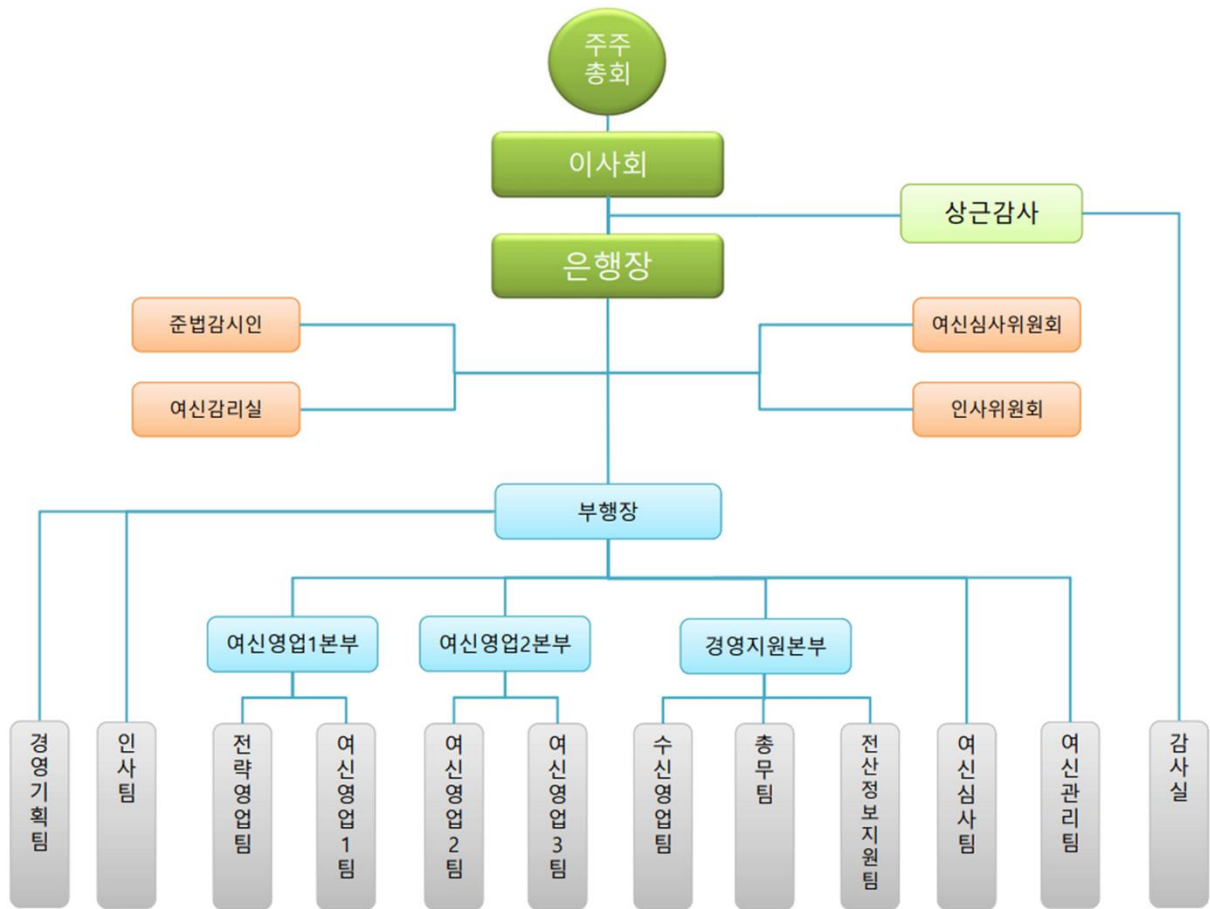 주주
총회
이사회
상근감사
은행장
준법감시인
여신심사위원회
여신감리실
인사위원회
부행장
여신영업1본부
여신영업2본부
경영지원본부
경영기획팀
인사팀
전략영업팀
여신영업1팀
여신영업2팀
여신영업3팀
수신영업팀
총무팀
전산정보지원팀
여신심사팀
여신관리팀
감사실